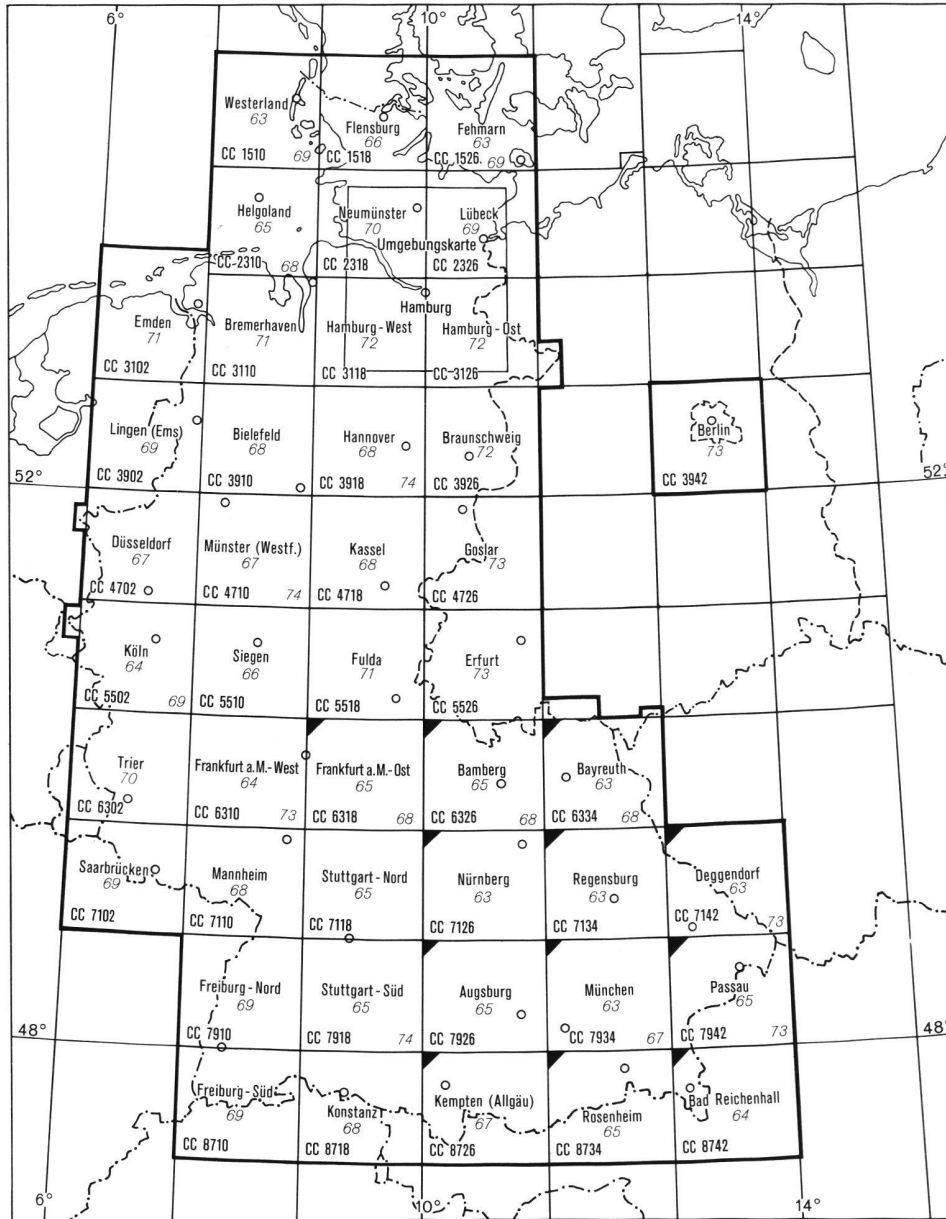 6° 10° 14°
Westerland
63
CC 1510 69
Flensburg
66
CC 1518
Fehmarn
63
CC 1526 69
Helgoland
65
CC 2310 68
Neumünster
70
CC 2318
Lübeck
69
Umgebungskarte
CC 2326
Hamburg
Emden
71
CC 3102
Bremerhaven
71
CC 3110
Hamburg-West
72
CC 3118
Hamburg-Ost
72
CC 3126
Lingen (Ems)
69
CC 3902
Bielefeld
68
CC 3910
Hannover
68
CC 3918 74
Braunschweig
72
CC 3926
Berlin
73
CC 3942
52° 52°
Düsseldorf
67
CC 4702
Münster (Westf.)
67
CC 4710 74
Kassel
68
CC 4718
Goslar
73
CC 4726
Köln
64
CC 5502 69
Siegen
66
CC 5510
Fulda
71
CC 5518
Erfurt
73
CC 5526
Trier
70
CC 6302
Frankfurt a.M.-West
64
CC 6310 73
Frankfurt a.M.-Ost
65
CC 6318 68
Bamberg
65
CC 6326 68
Bayreuth
63
CC 6334 68
Saarbrücken
69
CC 7102
Mannheim
68
CC 7110
Stuttgart-Nord
65
CC 7118
Nürnberg
63
CC 7126
Regensburg
63
CC 7134
Deggendorf
63
CC 7142 73
Freiburg-Nord
69
CC 7910
Stuttgart-Süd
65
CC 7918 74
Augsburg
65
CC 7926
München
63
CC 7934 67
Passau
65
CC 7942 73
48° 48°
Freiburg-Süd
69
CC 8710
Konstanz
68
CC 8718
Kempten (Allgäu)
67
CC 8726
Rosenheim
65
CC 8734
Bad Reichenhall
64
CC 8742
6° 10° 14°